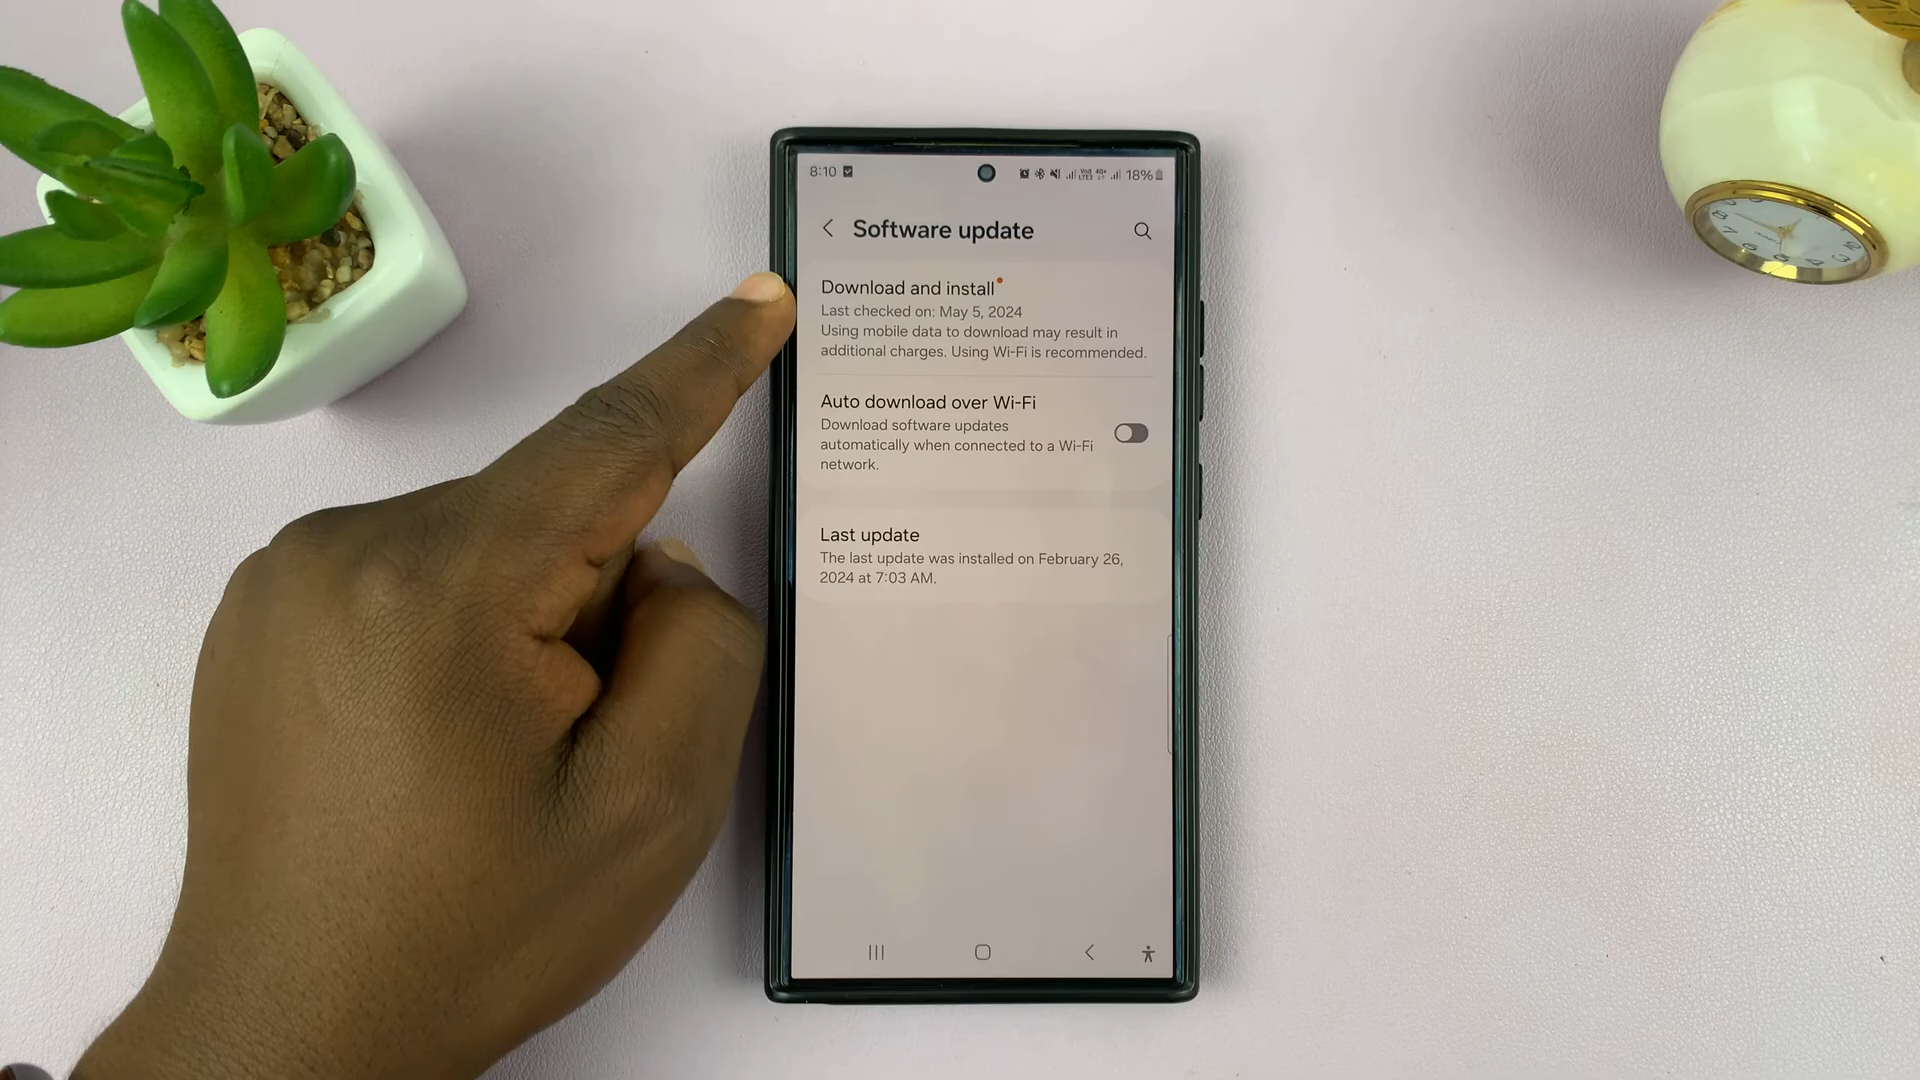 8:10
18%
Software update
Download and install
Last checked on: May 5, 2024
Using mobile data to download may result in
additional charges. Using Wi-Fi is recommended.
Auto download over Wi-Fi
Download software updates
automatically when connected to a Wi-Fi
network.
Last update
The last update was installed on February 26,
2024 at 7:03 AM.